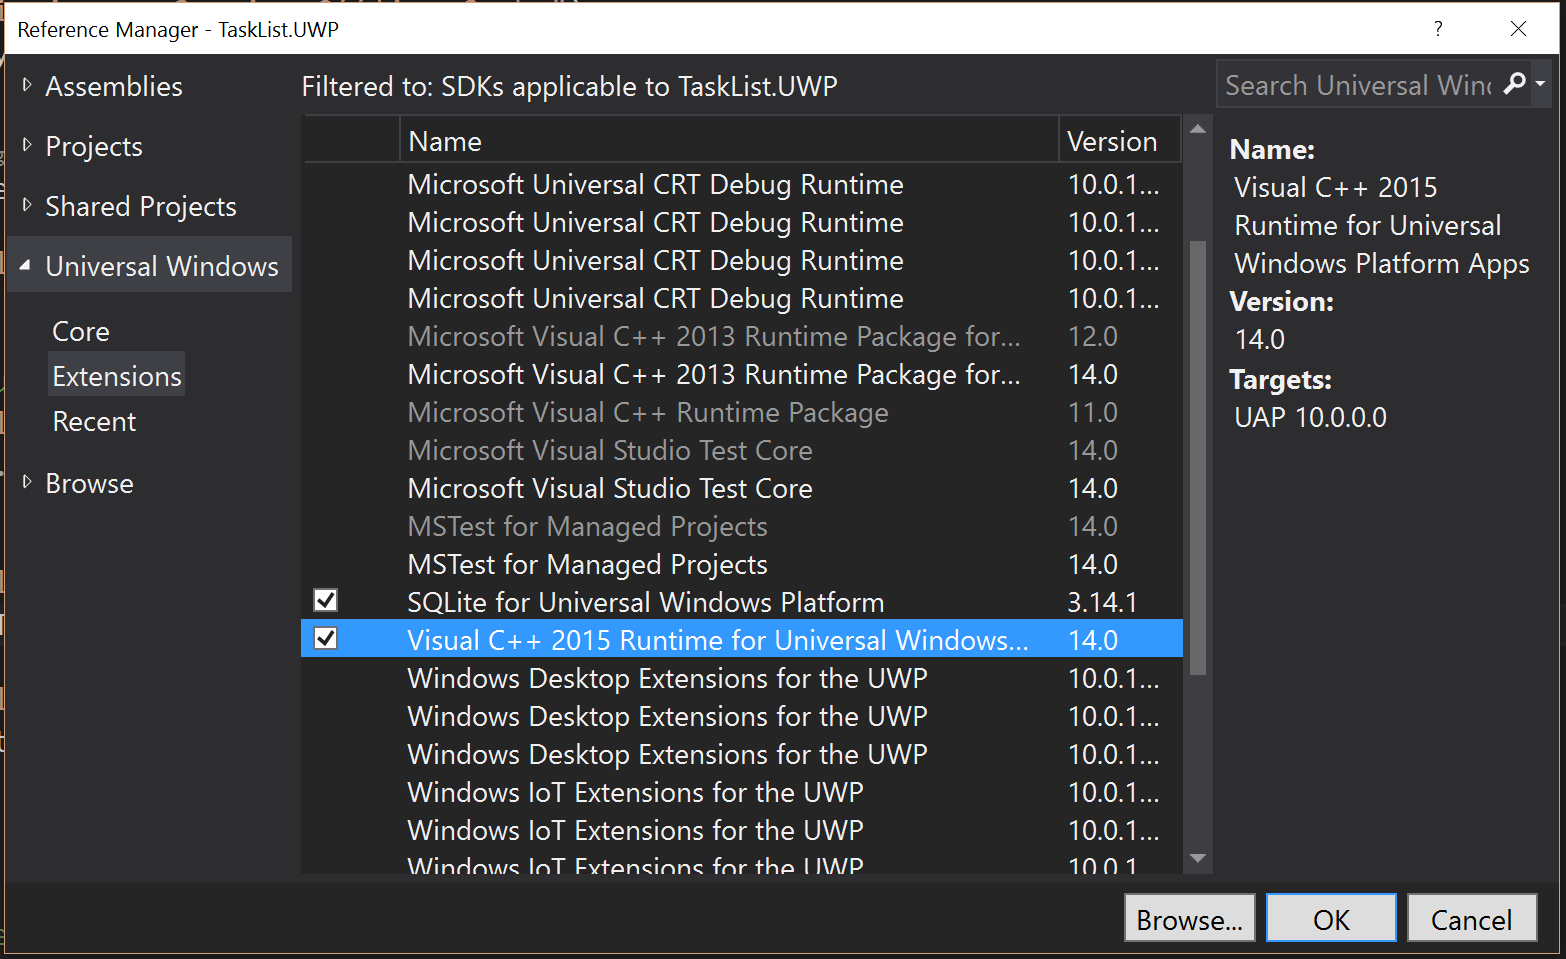 Reference Manager - TaskList.UWP
?
Assemblies
Projects
Shared Projects
Universal Windows
Core
Extensions
Recent
Browse
Filtered to: SDKs applicable to TaskList.UWP
Name Version
Microsoft Universal CRT Debug Runtime 10.0.1...
Microsoft Universal CRT Debug Runtime 10.0.1...
Microsoft Universal CRT Debug Runtime 10.0.1...
Microsoft Universal CRT Debug Runtime 10.0.1...
Microsoft Visual C++ 2013 Runtime Package for... 12.0
Microsoft Visual C++ 2013 Runtime Package for... 14.0
Microsoft Visual C++ Runtime Package 11.0
Microsoft Visual Studio Test Core 14.0
Microsoft Visual Studio Test Core 14.0
MSTest for Managed Projects 14.0
MSTest for Managed Projects 14.0
SQLite for Universal Windows Platform 3.14.1
Visual C++ 2015 Runtime for Universal Windows... 14.0
Windows Desktop Extensions for the UWP 10.0.1...
Windows Desktop Extensions for the UWP 10.0.1...
Windows Desktop Extensions for the UWP 10.0.1...
Windows IoT Extensions for the UWP 10.0.1...
Windows IoT Extensions for the UWP 10.0.1...
Windows IoT Extensions for the UWP 10.0.1
Search Universal Win
Name:
Visual C++ 2015
Runtime for Universal
Windows Platform Apps
Version:
14.0
Targets:
UAP 10.0.0.0
Browse... OK Cancel